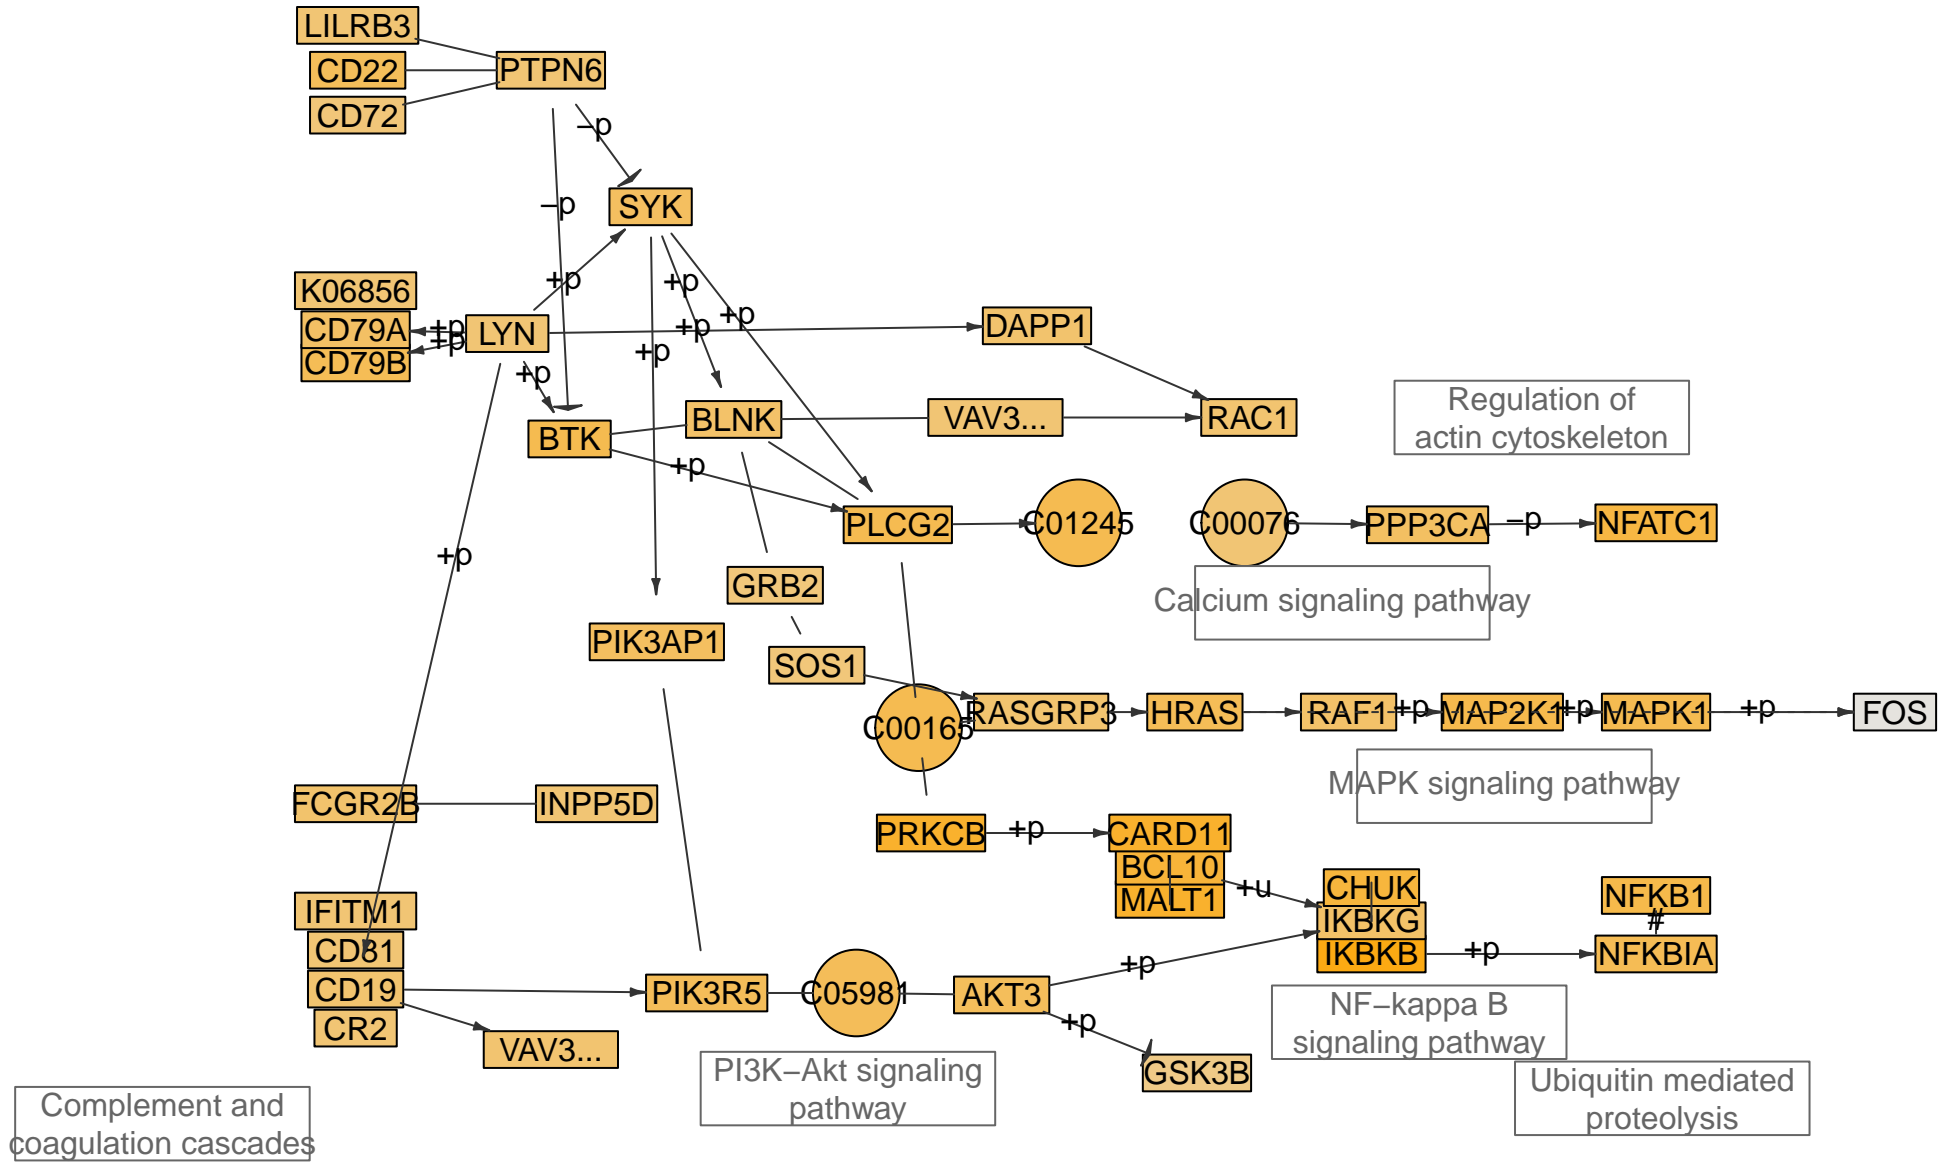 LILRB3
CD22
PTPN6
CD72
–p
SYK
–p
+p
+p
K06856
CD79A
+p
LYN
+p
+p
DAPP1
CD79B
+p
+p
+p
BTK
BLNK
VAV3...
RAC1
Regulation of
actin cytoskeleton
+p
PLCG2
C01245
C00076
PPP3CA
–p
NFATC1
+p
GRB2
Calcium signaling pathway
PIK3AP1
SOS1
C00165
RASGRP3
HRAS
RAF1
+p
MAP2K1
+p
MAPK1
+p
FOS
MAPK signaling pathway
FCGR2B
INPP5D
PRKCB
+p
CARD11
BCL10
MALT1
+u
CHUK
IKBKG
IKBKB
NFKB1
#
+p
NFKBIA
IFITM1
CD81
CD19
CR2
VAV3...
PIK3R5
C05981
AKT3
+p
+p
GSK3B
NF–kappa B
signaling pathway
PI3K–Akt signaling
pathway
Ubiquitin mediated
proteolysis
Complement and
coagulation cascades